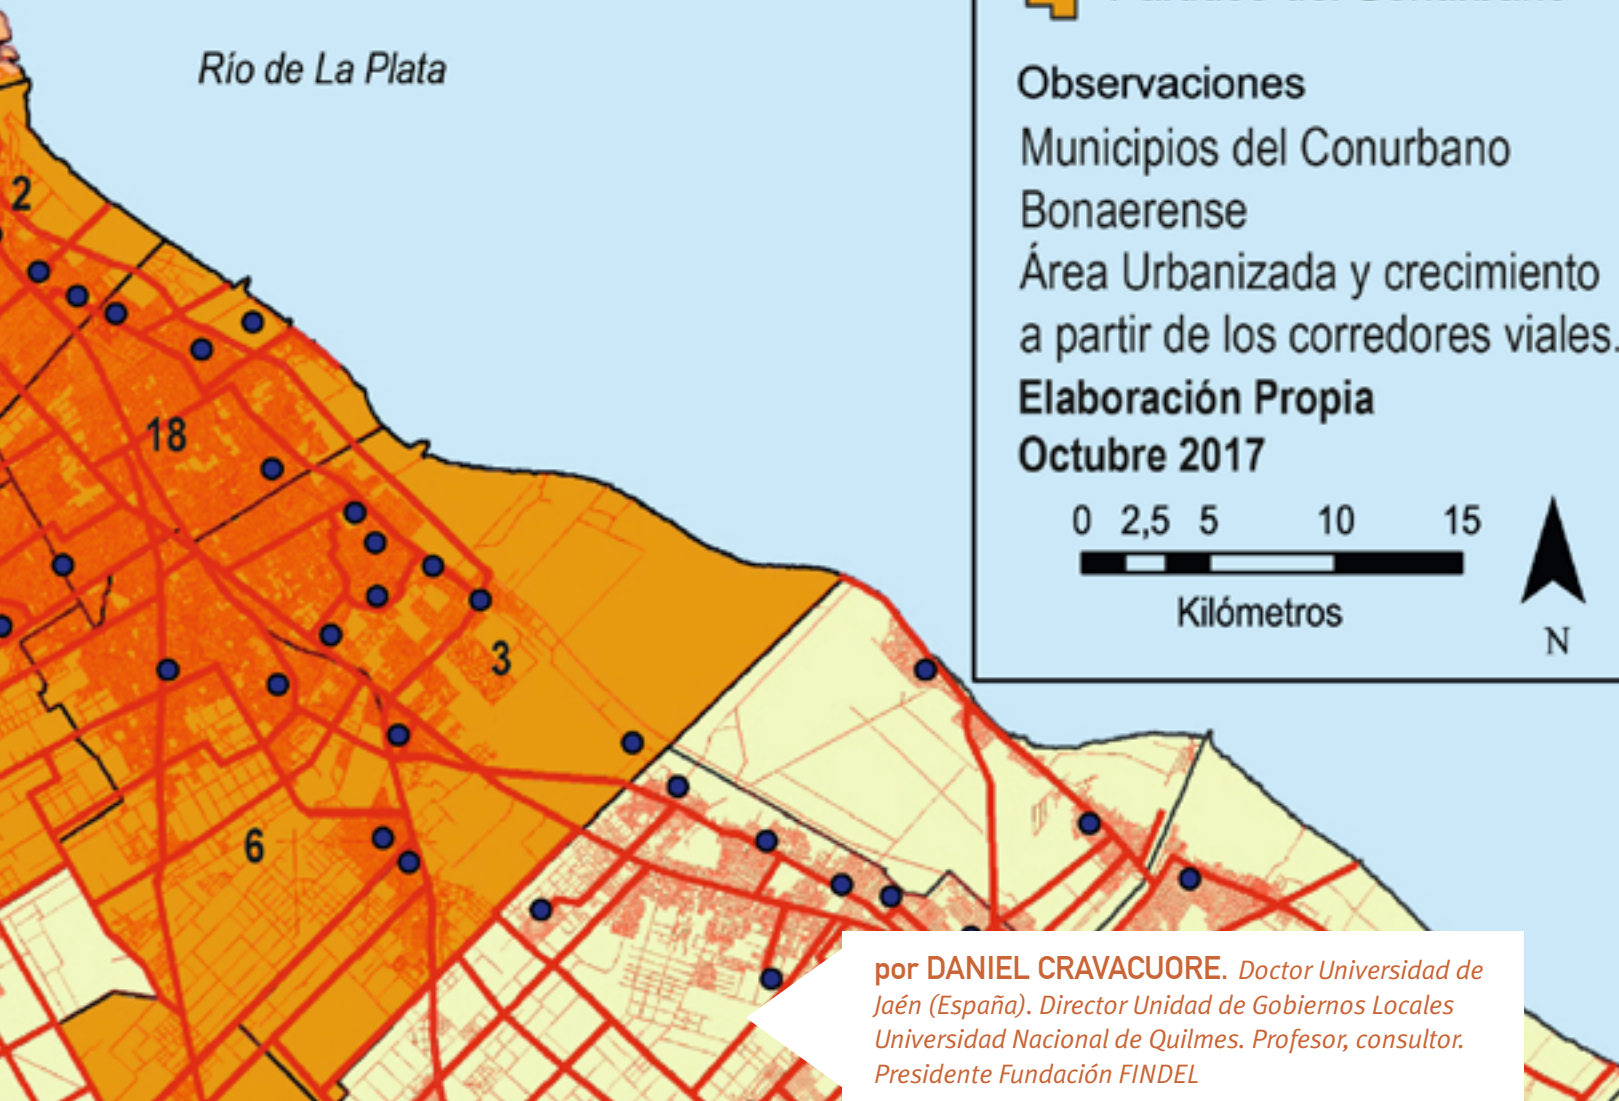 Río de La Plata
Observaciones
Municipios del Conurbano
Bonaerense
Área Urbanizada y crecimiento
a partir de los corredores viales.
Elaboración Propia
Octubre 2017
0 2,5 5 10 15
Kilómetros
N
2
18
3
6
por DANIEL CRAVACUORE. Doctor Universidad de
Jaén (España). Director Unidad de Gobiernos Locales
Universidad Nacional de Quilmes. Profesor, consultor.
Presidente Fundación FINDEL